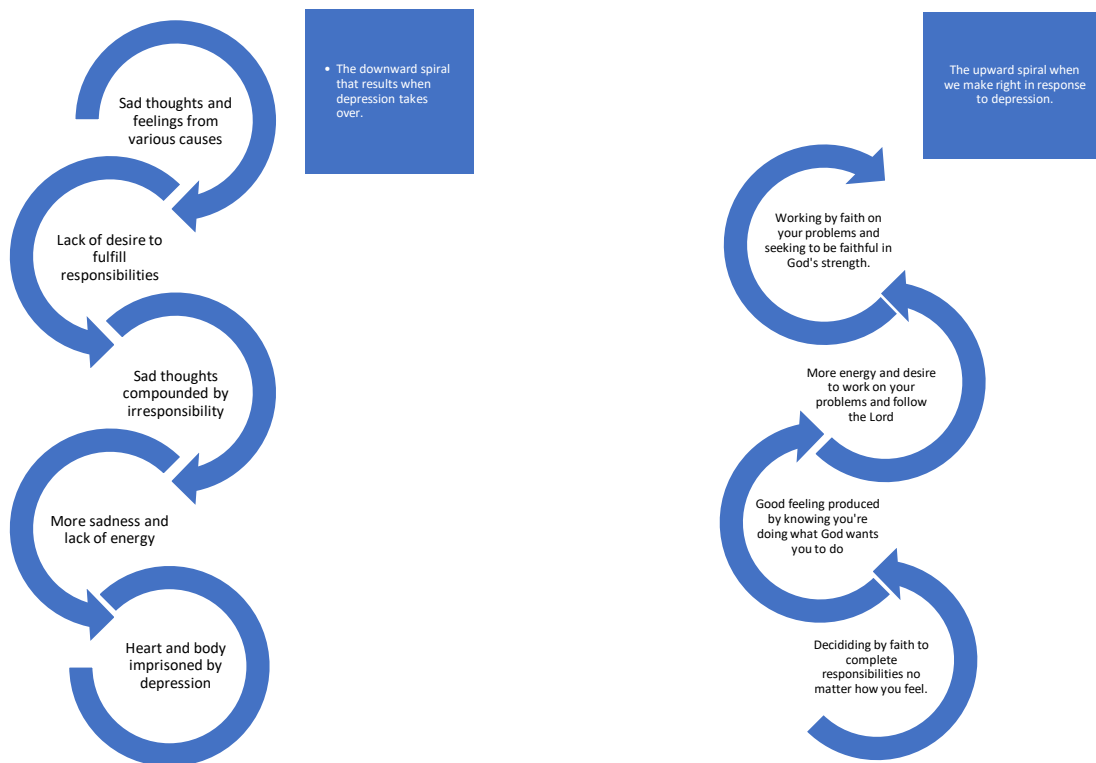 • The downward spiral
that results when
depression takes
over.
Sad thoughts and
feelings from
various causes
Lack of desire to
fulfill
responsibilities
Sad thoughts
compounded by
irresponsibility
More sadness and
lack of energy
Heart and body
imprisoned by
depression
The upward spiral when
we make right in response
to depression.
Working by faith on
your problems and
seeking to be faithful in
God's strength.
More energy and desire
to work on your
problems and follow
the Lord
Good feeling produced
by knowing you're
doing what God wants
you to do
Decididing by faith to
complete
responsibilities no
matter how you feel.